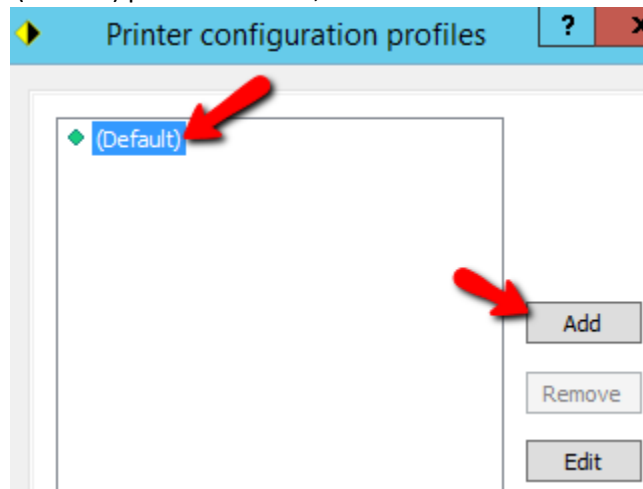 Printer configuration profiles
?
x
(Default)
Add
Remove
Edit